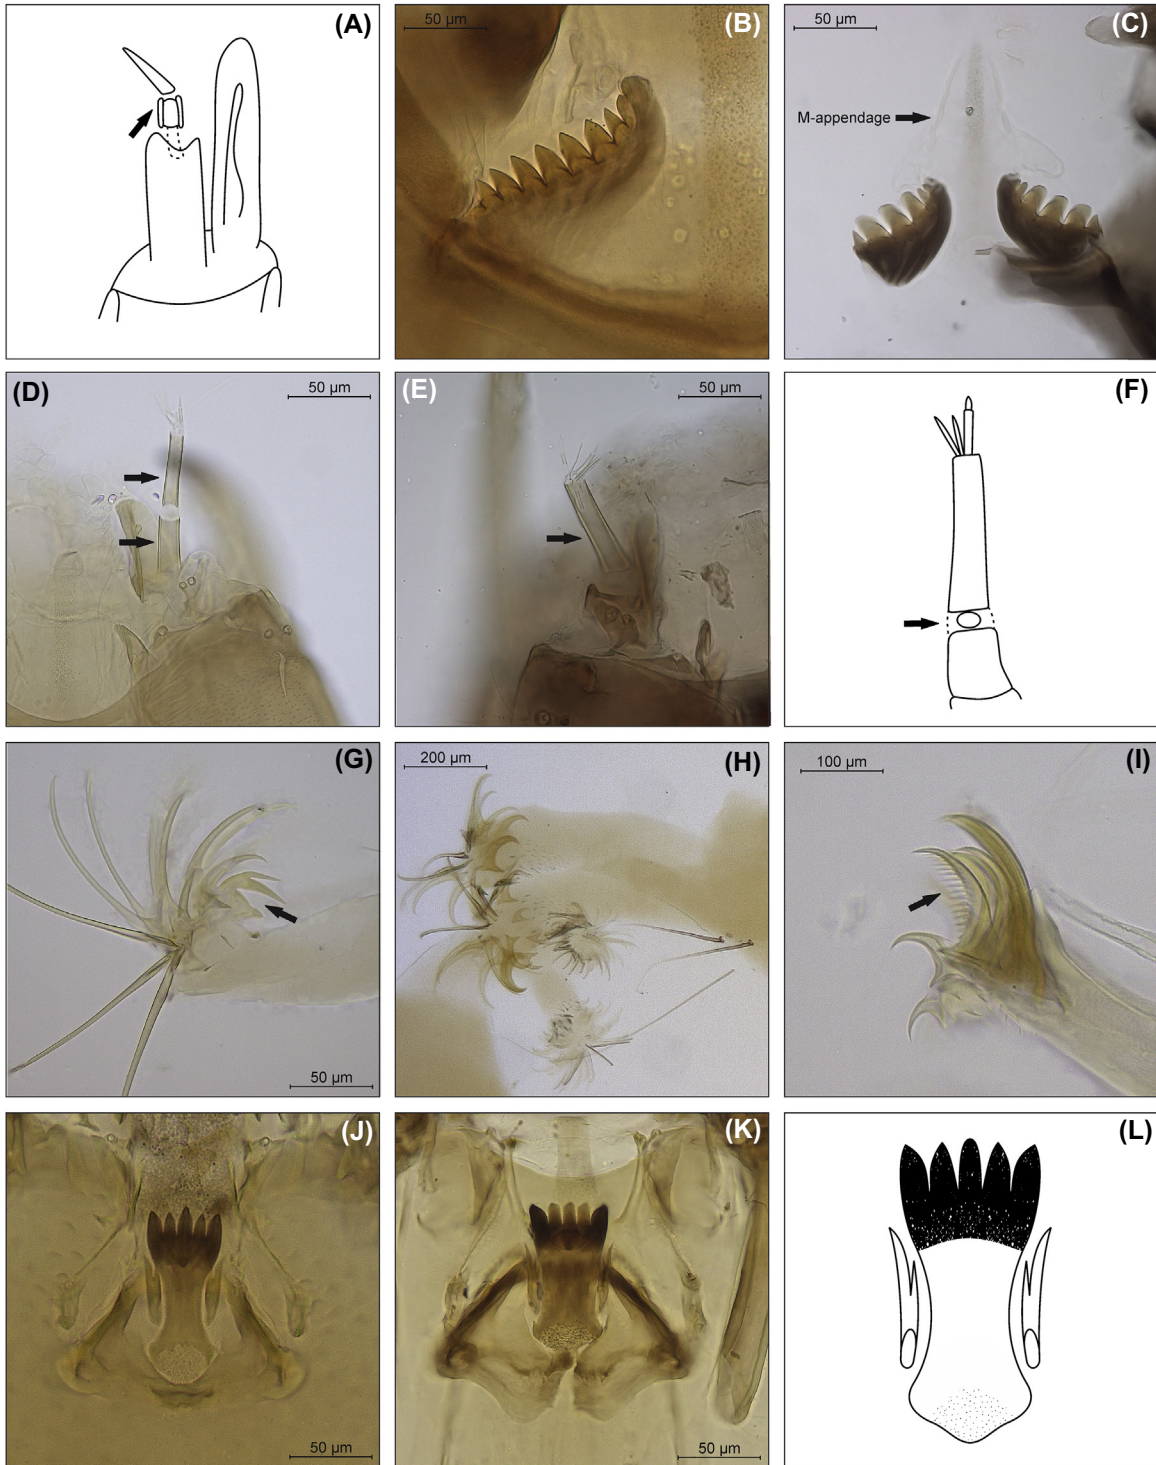 (A)
50 µm
(B)
50 µm
(C)
M-appendage
(D)
50 µm
(E)
50 µm
(F)
(G)
50 µm
200 µm
(H)
(I)
100 µm
(J)
50 µm
(K)
50 µm
(L)